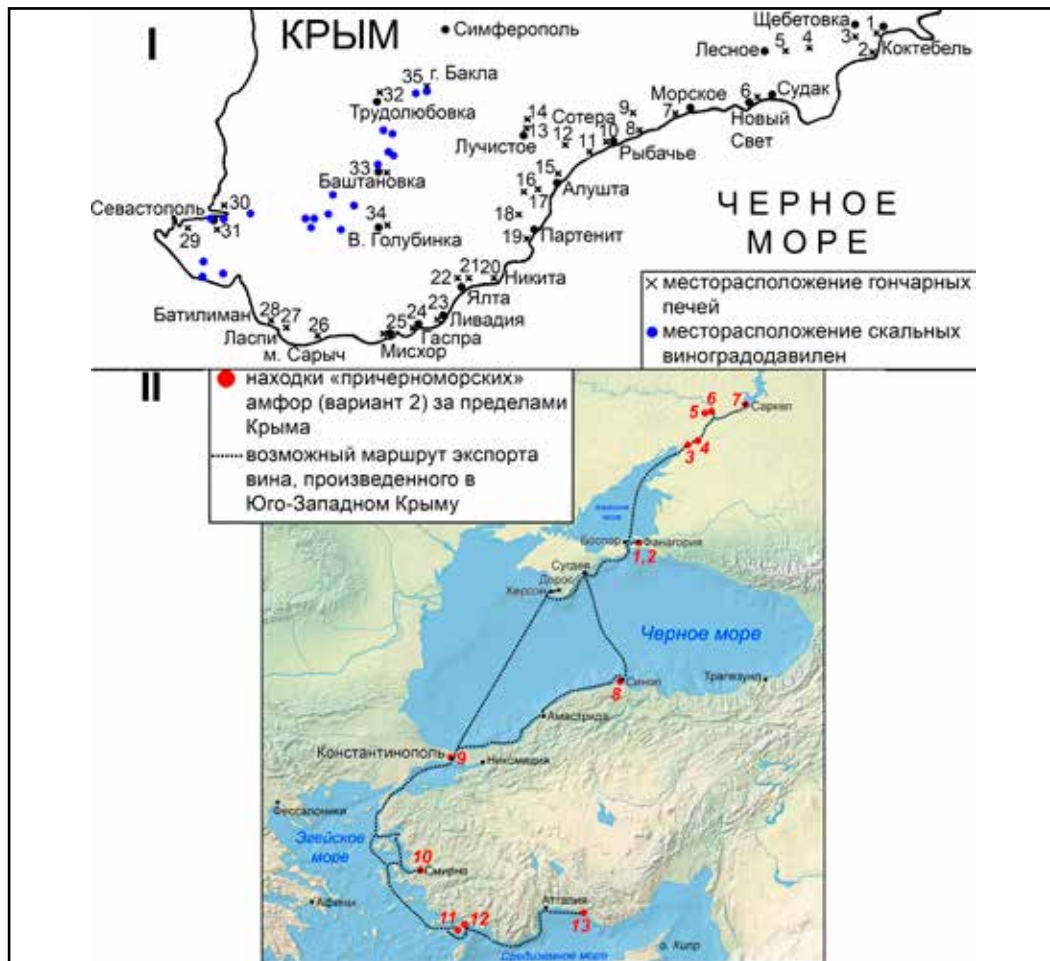 I
КРЫМ
Симферополь
Щебетовка
1
3
2
Коктебель
Лесное
5
4
35
г. Бакла
32
Трудолюбовка
Морское
6
Судак
Новый
Свет
14
Сотера
9
7
13
12
10
8
Лучистое
11
Рыбачье
33
Баштановка
15
16
Алушта
17
Севастополь
30
29
31
34
В. Голубинка
18
19
Партенит
ЧЕРНОЕ
МОРЕ
22
21
20
Никита
Ялта
23
Ливадия
24
Гаспра
25
Мисхор
Батилиман
28
27
26
Ласпи
м. Сарыч
× месторасположение гончарных
печей
месторасположение скальных
виноградодавилен
II
находки «причерноморских»
амфор (вариант 2) за пределами
Крыма
возможный маршрут экспорта
вина, произведенного в
Юго-Западном Крыму
5
6
7
Саркел
3
4
Азовское
море
Боспор
Фанагория
1,2
Сугдея
Дорос
Херсон
Черное море
8
Синоп
Трапезунд
Амастрида
Константинополь
9
Никомедия
Фессалоники
Эгейское
море
10
Смирна
Афины
11
12
Атталия
13
о. Кипр
Средиземное море